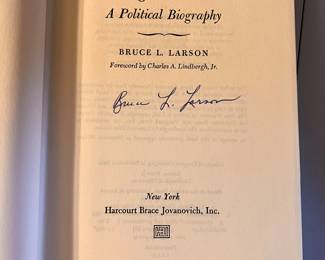 A Political Biography
BRUCE L. LARSON
Foreword by Charles A. Lindbergh, Jr.
Bruce L. Larson
New York
Harcourt Brace Jovanovich, Inc.